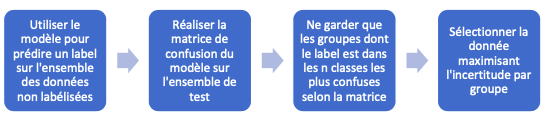 Utiliser le
modèle pour
prédire un label
sur l'ensemble
des données
non labélisées
Réaliser la
matrice de
confusion du
modèle sur
l'ensemble de
test
Ne garder que
les groupes dont
le label est dans
les n classes les
plus confuses
selon la matrice
Sélectionner la
donnée
maximisant
l'incertitude par
groupe